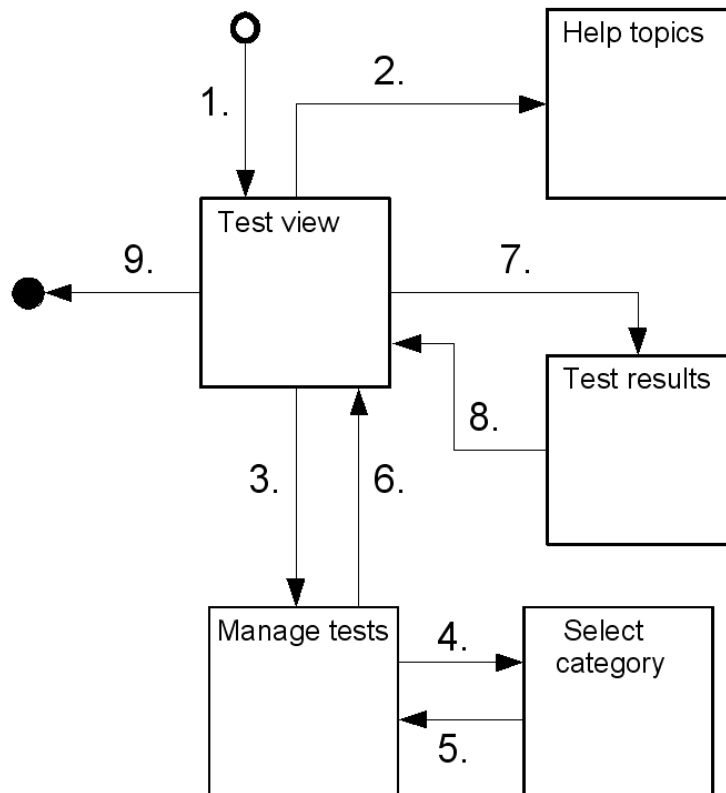 Help topics
1.
2.
Test view
9.
7.
Test results
8.
3.
6.
Manage tests
4.
Select
category
5.